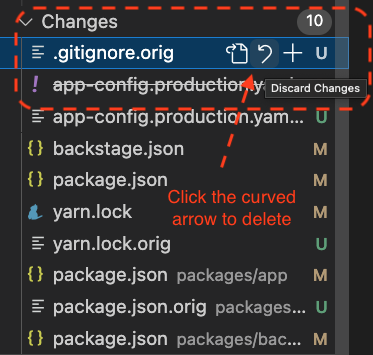 Changes 10
.gitignore.orig U
app-config.production.y
Discard Changes
app-config.production.yam... U
backstage.json M
package.json M
yarn.lock M
Click the curved
arrow to delete
yarn.lock.orig U
package.json packages/app M
package.json.orig packages... U
package.json packages/bac... M